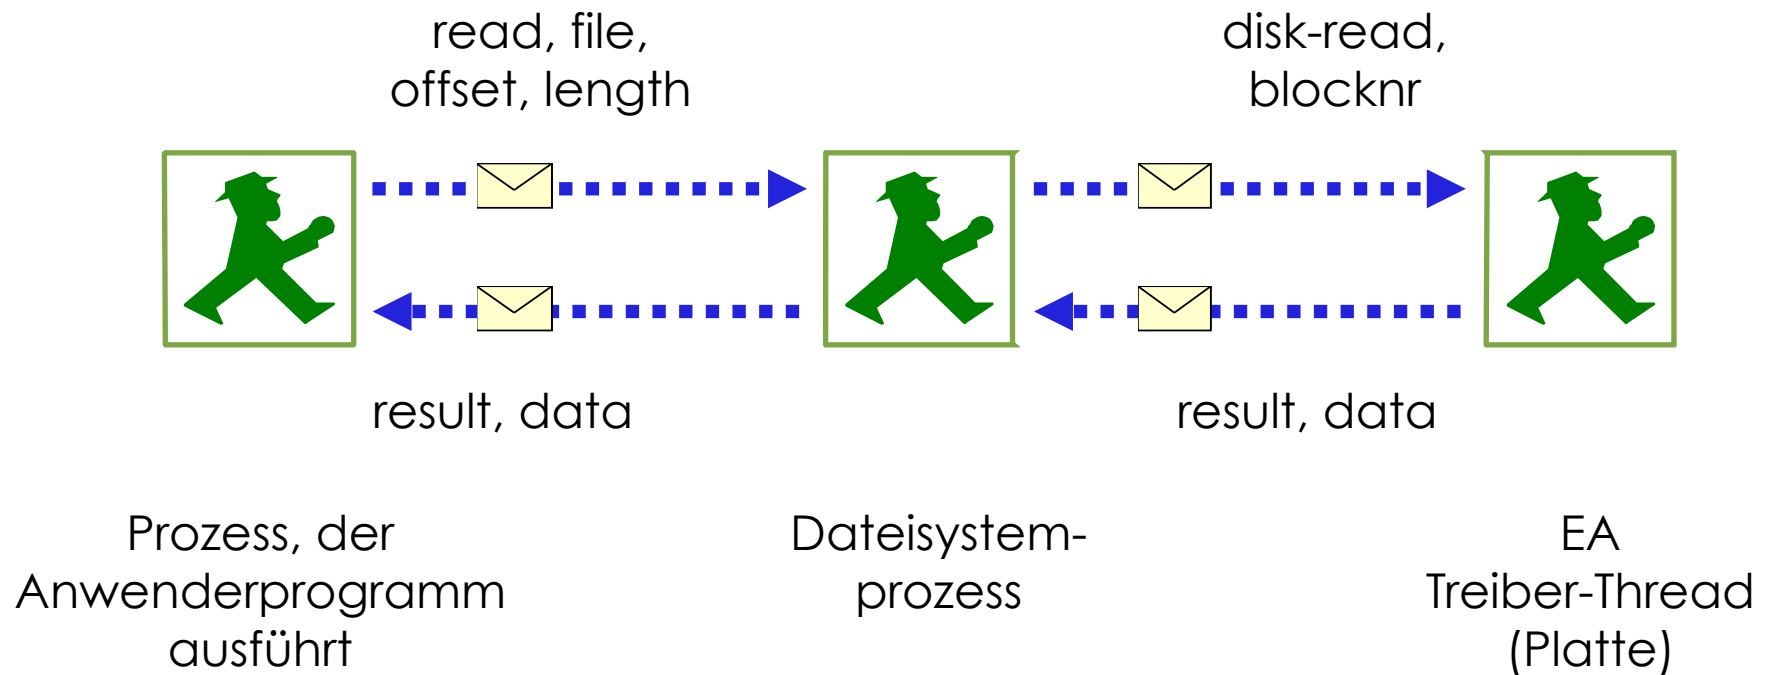 read, file,
offset, length
disk-read,
blocknr
result, data
result, data
Prozess, der
Anwenderprogramm
ausführt
Dateisystem-
prozess
EA
Treiber-Thread
(Platte)